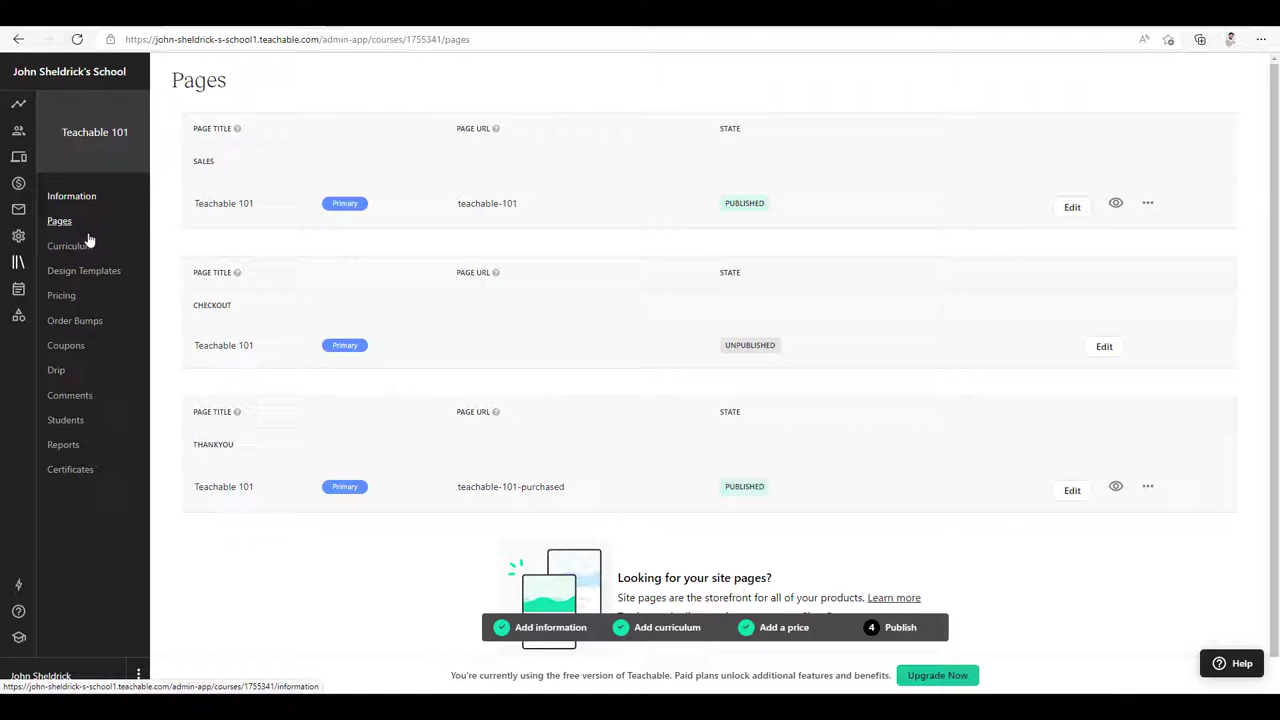 https://john-sheldrick-s-school1.teachable.com/admin-app/courses/1755341/pages
John Sheldrick's School
Teachable 101
Information
Pages
Design Templates
Pricing
Order Bumps
Coupons
Drip
Comments
Students
Reports
Certificates
John Sheldrick
https://john-sheldrick-s-school1.teachable.com/admin-app/courses/1755341/information
Pages
PAGE TITLE PAGE URL STATE
SALES
Teachable 101 Primary teachable-101 PUBLISHED Edit
PAGE TITLE PAGE URL STATE
CHECKOUT
Teachable 101 Primary UNPUBLISHED Edit
PAGE TITLE PAGE URL STATE
THANKYOU
Teachable 101 Primary teachable-101-purchased PUBLISHED Edit
Looking for your site pages?
Site pages are the storefront for all of your products. Learn more
Add information Add curriculum Add a price 4 Publish
Help
You're currently using the free version of Teachable. Paid plans unlock additional features and benefits. Upgrade Now